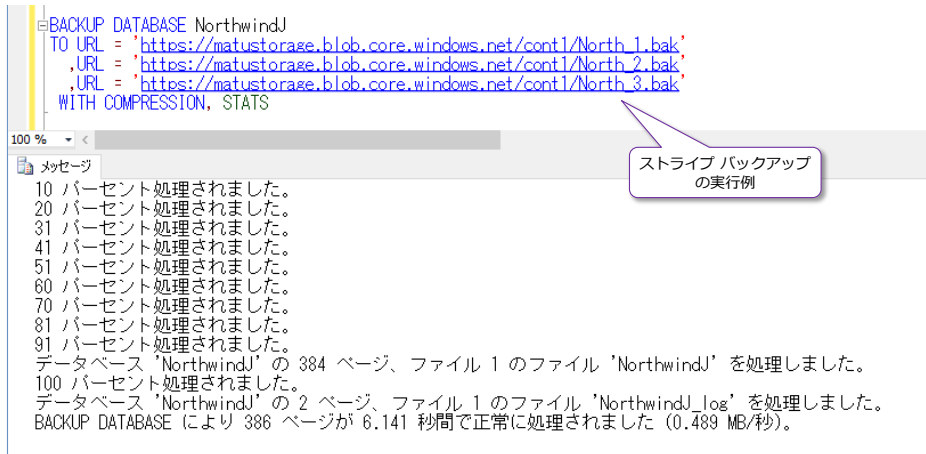 BACKUP DATABASE NorthwindJ
TO URL = 'https://matustorage.blob.core.windows.net/cont1/North_1.bak'
,URL = 'https://matustorage.blob.core.windows.net/cont1/North_2.bak'
,URL = 'https://matustorage.blob.core.windows.net/cont1/North_3.bak'
WITH COMPRESSION, STATS
100 %
ストライプ バックアップ
の実行例
メッセージ
10 パーセント処理されました。
20 パーセント処理されました。
31 パーセント処理されました。
41 パーセント処理されました。
51 パーセント処理されました。
60 パーセント処理されました。
70 パーセント処理されました。
81 パーセント処理されました。
91 パーセント処理されました。
データベース 'NorthwindJ' の 384 ページ、ファイル 1 のファイル 'NorthwindJ' を処理しました。
100 パーセント処理されました。
データベース 'NorthwindJ' の 2 ページ、ファイル 1 のファイル 'NorthwindJ_log' を処理しました。
BACKUP DATABASE により 386 ページが 6.141 秒間で正常に処理されました (0.489 MB/秒)。